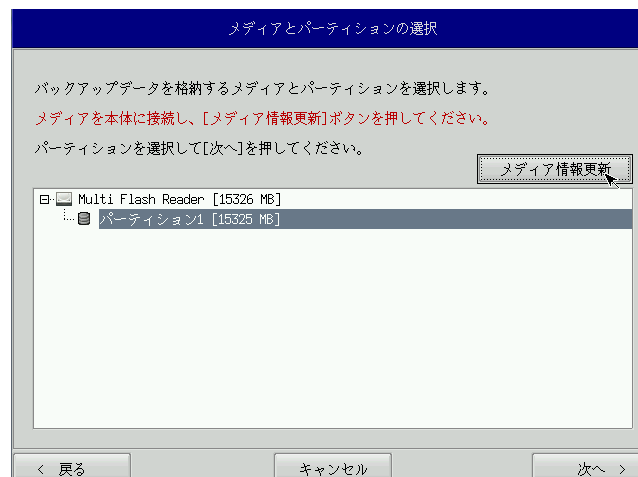 メディアとパーティションの選択
バックアップデータを格納するメディアとパーティションを選択します。
メディアを本体に接続し、[メディア情報更新]ボタンを押してください。
パーティションを選択して[次へ]を押してください。
メディア情報更新
Multi Flash Reader [15326 MB]
パーティション1 [15325 MB]
< 戻る
キャンセル
次へ >